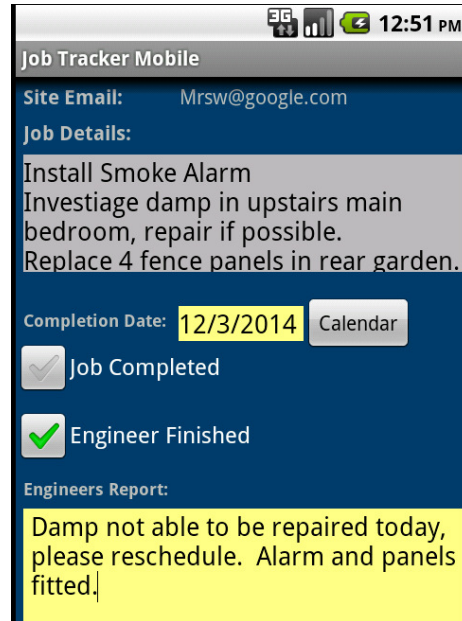 3G 12:51 PM
Job Tracker Mobile
Site Email: Mrsw@google.com
Job Details:
Install Smoke Alarm
Investiage damp in upstairs main
bedroom, repair if possible.
Replace 4 fence panels in rear garden.
Completion Date: 12/3/2014 Calendar
Job Completed
Engineer Finished
Engineers Report:
Damp not able to be repaired today,
please reschedule. Alarm and panels
fitted.